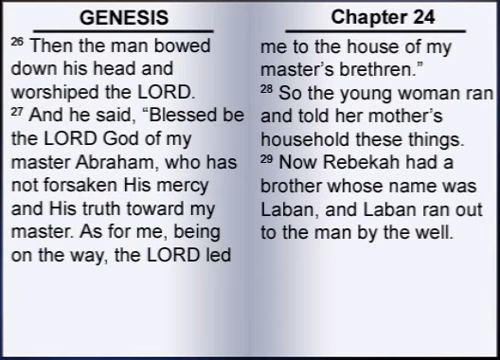 GENESIS
26 Then the man bowed
down his head and
worshiped the LORD.
27 And he said, “Blessed be
the LORD God of my
master Abraham, who has
not forsaken His mercy
and His truth toward my
master. As for me, being
on the way, the LORD led
Chapter 24
me to the house of my
master’s brethren.”
28 So the young woman ran
and told her mother’s
household these things.
29 Now Rebekah had a
brother whose name was
Laban, and Laban ran out
to the man by the well.